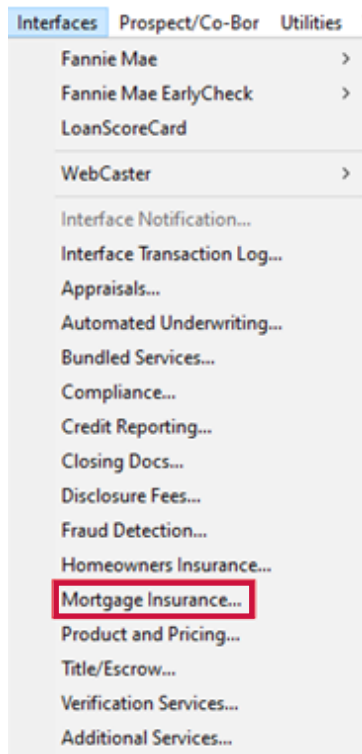 Interfaces Prospect/Co-Bor Utilities
Fannie Mae >
Fannie Mae EarlyCheck >
LoanScoreCard
WebCaster >
Interface Notification...
Interface Transaction Log...
Appraisals...
Automated Underwriting...
Bundled Services...
Compliance...
Credit Reporting...
Closing Docs...
Disclosure Fees...
Fraud Detection...
Homeowners Insurance...
Mortgage Insurance...
Product and Pricing...
Title/Escrow...
Verification Services...
Additional Services...